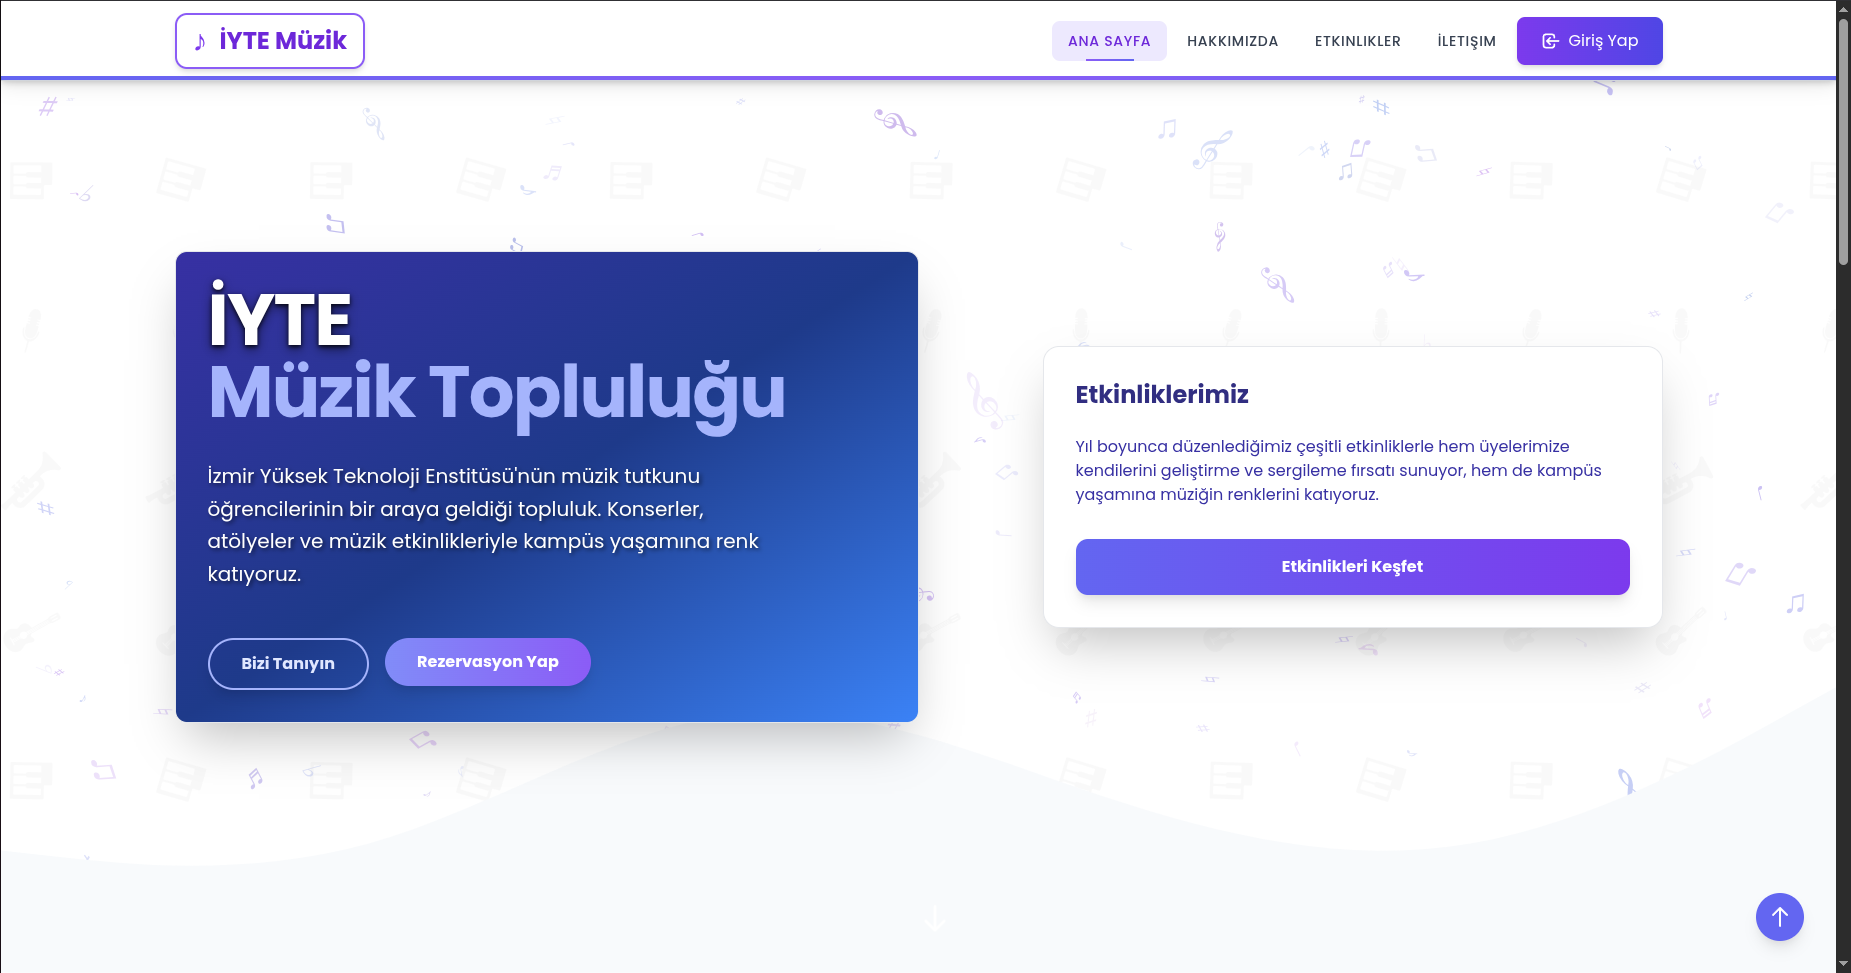 İYTE Müzik
ANA SAYFA
HAKKIMIZDA
ETKINLIKLER
İLETIŞIM
Giriş Yap
İYTE
Müzik Topluluğu
İzmir Yüksek Teknoloji Enstitüsü'nün müzik tutkunu
öğrencilerinin bir araya geldiği topluluk. Konserler,
atölyeler ve müzik etkinlikleriyle kampüs yaşamına renk
katıyoruz.
Bizi Tanıyın
Rezervasyon Yap
Etkinliklerimiz
Yıl boyunca düzenlediğimiz çeşitli etkinliklerle hem üyelerimize
kendilerini geliştirme ve sergileme fırsatı sunuyor, hem de kampüs
yaşamına müziğin renklerini katıyoruz.
Etkinlikleri Keşfet